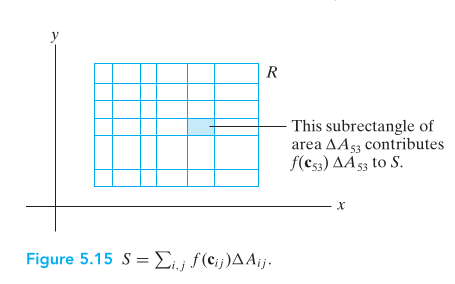 y
R
This subrectangle of
area ΔA₅₃ contributes
f(c₅₃) ΔA₅₃ to S.
x
Figure 5.15 S = ∑ᵢ,ⱼ f(cᵢⱼ)ΔAᵢⱼ.